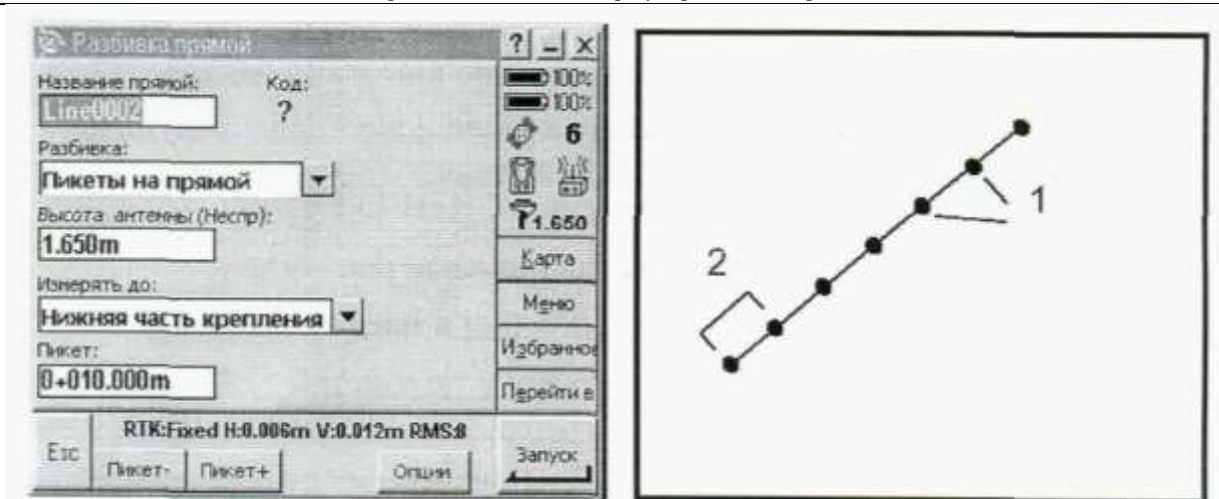 Разбивка прямой
? _ X
Название прямой: Код:
Line0002 ?
Разбивка:
Пикеты на прямой
Высота антенны (Неспр):
1.650m
Измерять до:
Нижняя часть крепления
Пикет:
0+010.000m
100%
100%
6
1.650
Карта
Меню
Избранное
Перейти в
RTK:Fixed H:0.006m V:0.012m RMS:8
Esc Пикет- Пикет+ Опции Запуск
1
2